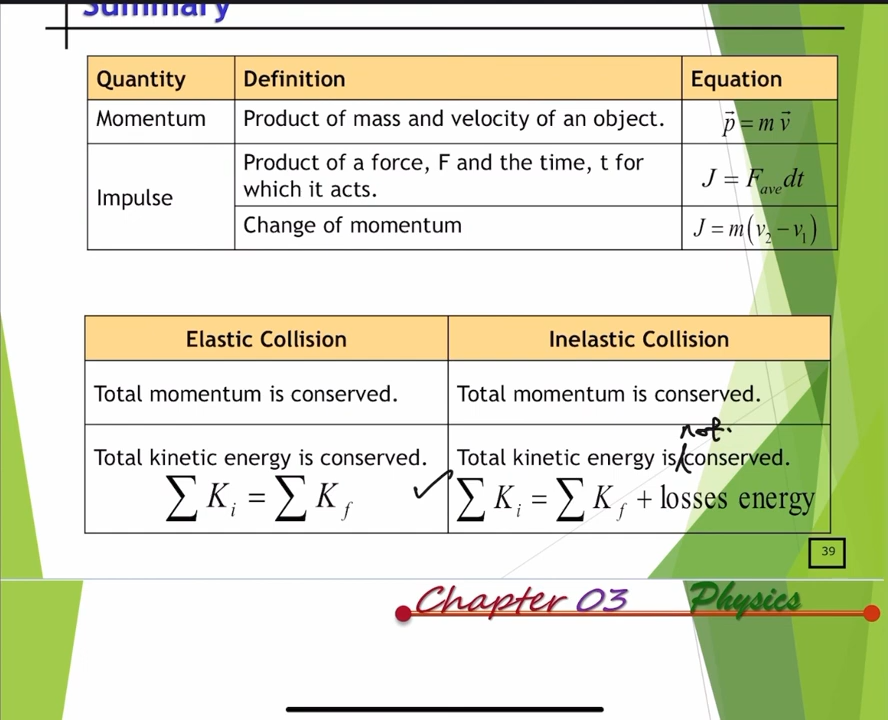 Summary
Quantity Definition Equation
Momentum Product of mass and velocity of an object. p⃗ = m v⃗
Impulse Product of a force, F and the time, t for
which it acts. J = F_ave dt
Change of momentum J = m(v₂ − v₁)
Elastic Collision Inelastic Collision
Total momentum is conserved. Total momentum is conserved.
not
Total kinetic energy is conserved. Total kinetic energy is conserved.
∑ K_i = ∑ K_f ✓ ∑ K_i = ∑ K_f + losses energy
39
Chapter 03 Physics